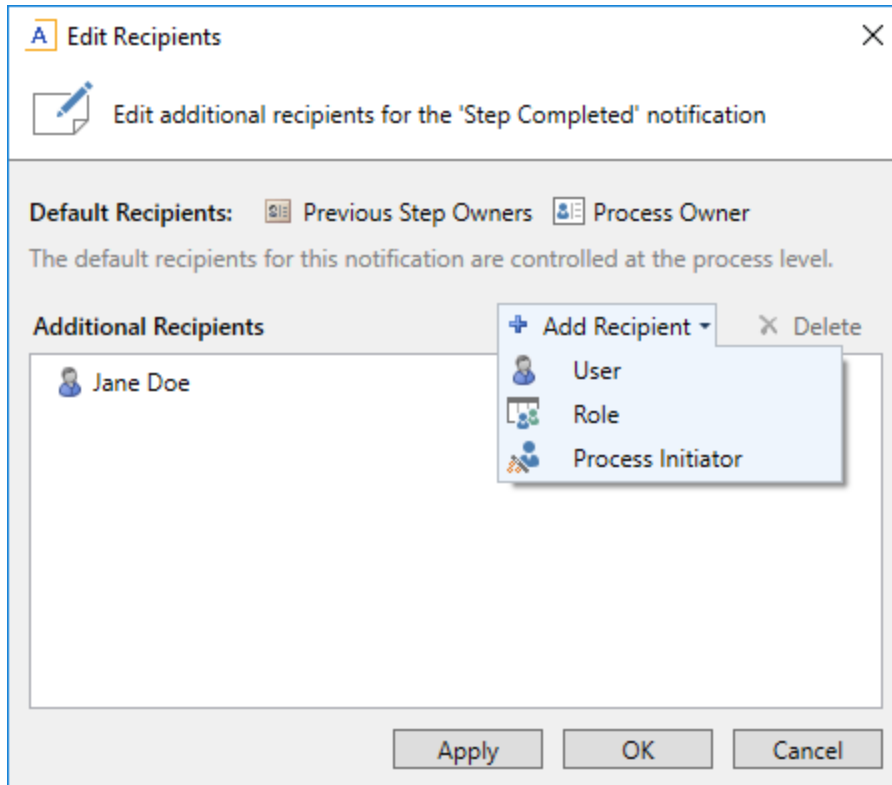 A Edit Recipients
Edit additional recipients for the 'Step Completed' notification
Default Recipients: Previous Step Owners Process Owner
The default recipients for this notification are controlled at the process level.
Additional Recipients + Add Recipient Delete
Jane Doe
User
Role
Process Initiator
Apply OK Cancel